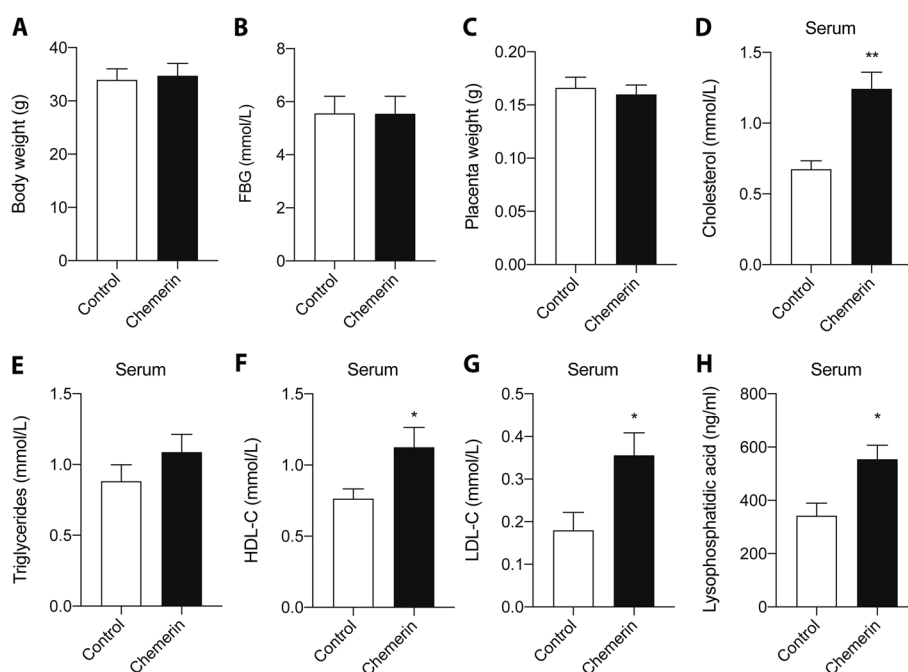 A
Body weight (g)
40
30
20
10
0
Control
Chemerin
B
FBG (mmol/L)
8
6
4
2
0
Control
Chemerin
C
Placenta weight (g)
0.20
0.15
0.10
0.05
0.00
Control
Chemerin
D
Serum
Cholesterol (mmol/L)
1.5
1.0
0.5
0.0
**
Control
Chemerin
E
Serum
Triglycerides (mmol/L)
1.5
1.0
0.5
0.0
Control
Chemerin
F
Serum
HDL-C (mmol/L)
1.5
1.0
0.5
0.0
*
Control
Chemerin
G
Serum
LDL-C (mmol/L)
0.5
0.4
0.3
0.2
0.1
0.0
*
Control
Chemerin
H
Serum
Lysophosphatidic acid (ng/ml)
800
600
400
200
0
*
Control
Chemerin